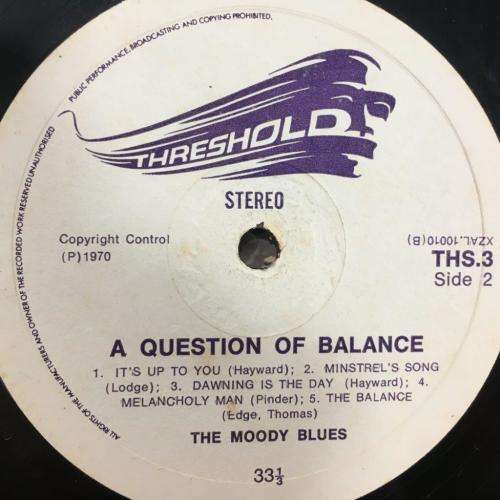 ALL RIGHTS OF THE MANUFACTURERS AND OWNER OF THE RECORDED WORK RESERVED UNAUTHORISED
PUBLIC PERFORMANCE, BROADCASTING AND COPYING PROHIBITED.
THRESHOLD
STEREO
Copyright Control
(P)1970
XZAL.10010(B)
THS.3
Side 2
A QUESTION OF BALANCE
1. IT'S UP TO YOU (Hayward); 2. MINSTREL'S SONG
(Lodge); 3. DAWNING IS THE DAY (Hayward); 4.
MELANCHOLY MAN (Pinder); 5. THE BALANCE
(Edge, Thomas)
THE MOODY BLUES
33⅓